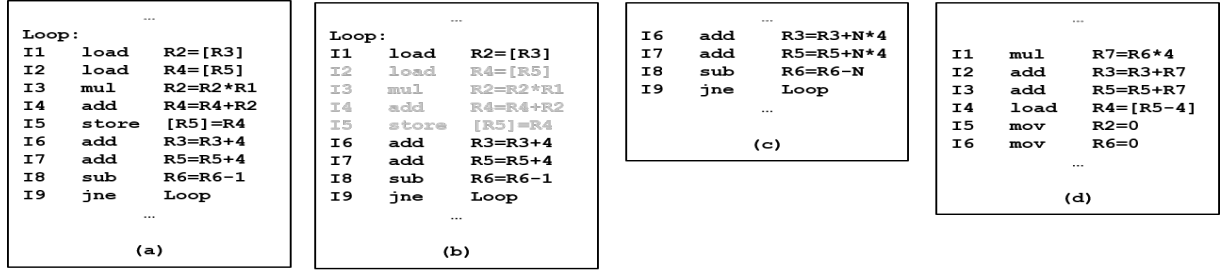 ...
Loop:
I1 load R2=[R3]
I2 load R4=[R5]
I3 mul R2=R2*R1
I4 add R4=R4+R2
I5 store [R5]=R4
I6 add R3=R3+4
I7 add R5=R5+4
I8 sub R6=R6-1
I9 jne Loop
...
(a)
...
Loop:
I1 load R2=[R3]
I2 load R4=[R5]
I3 mul R2=R2*R1
I4 add R4=R4+R2
I5 store [R5]=R4
I6 add R3=R3+4
I7 add R5=R5+4
I8 sub R6=R6-1
I9 jne Loop
...
(b)
...
I6 add R3=R3+N*4
I7 add R5=R5+N*4
I8 sub R6=R6-N
I9 jne Loop
...
(c)
...
I1 mul R7=R6*4
I2 add R3=R3+R7
I3 add R5=R5+R7
I4 load R4=[R5-4]
I5 mov R2=0
I6 mov R6=0
...
(d)